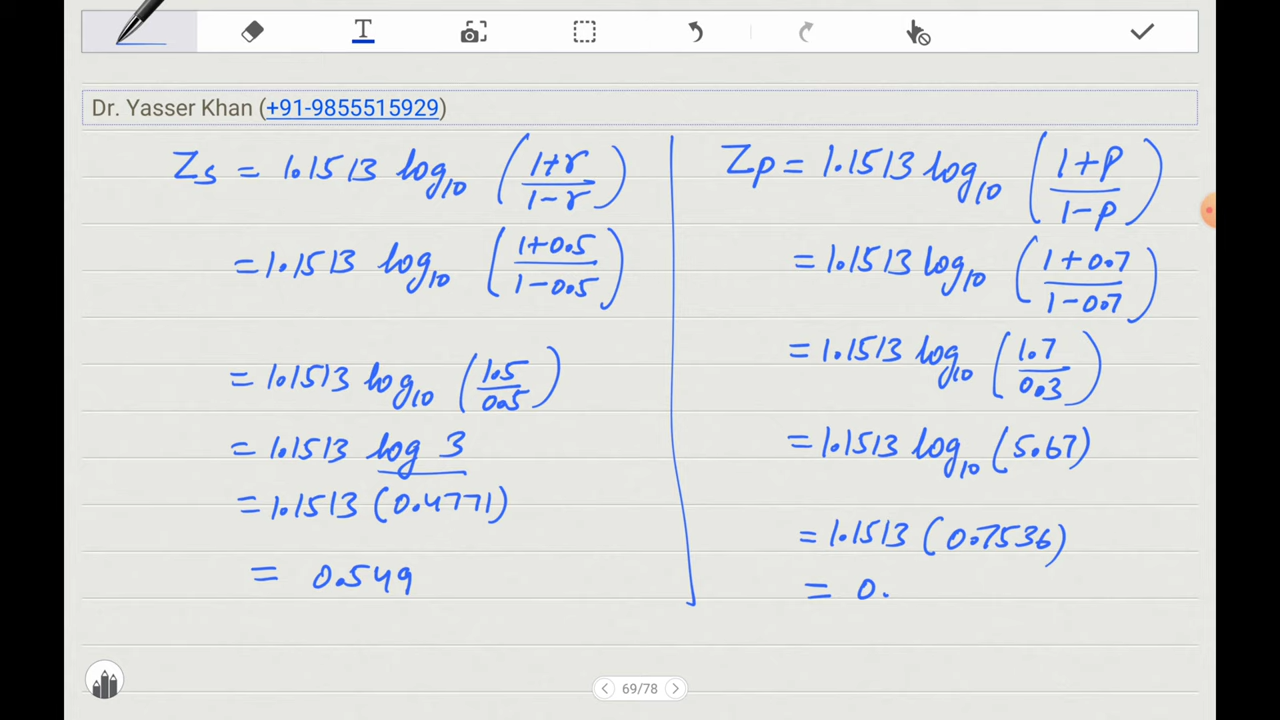 T
Dr. Yasser Khan (+91-9855515929)
Zs = 1.1513 log₁₀ ((1+r)/(1-r))
= 1.1513 log₁₀ ((1+0.5)/(1-0.5))
= 1.1513 log₁₀ (1.5/0.5)
= 1.1513 log 3
= 1.1513 (0.4771)
= 0.549
Zp = 1.1513 log₁₀ ((1+P)/(1-P))
= 1.1513 log₁₀ ((1+0.7)/(1-0.7))
= 1.1513 log₁₀ (1.7/0.3)
= 1.1513 log₁₀ (5.67)
= 1.1513 (0.7536)
= 0.
69/78